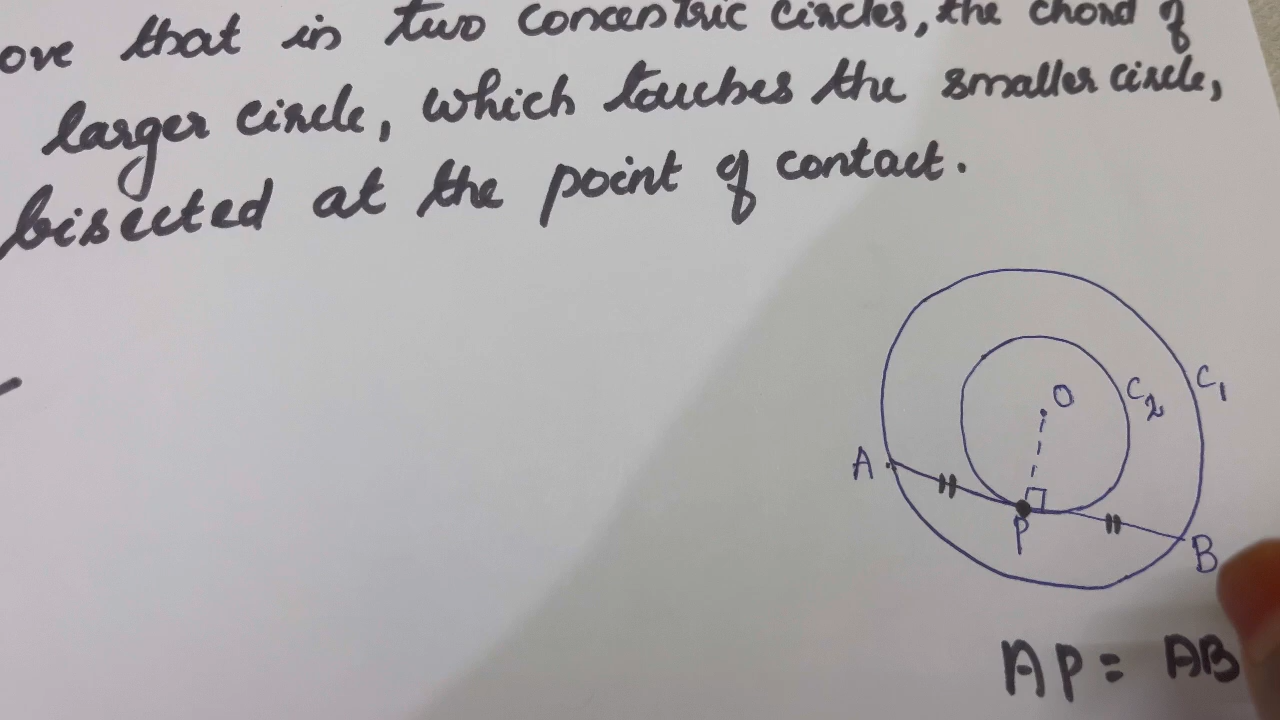 ove that in two concentric circles, the chord of
larger circle, which touches the smaller circle,
bisected at the point of contact.
O
C2
C1
A
P
B
AP = AB